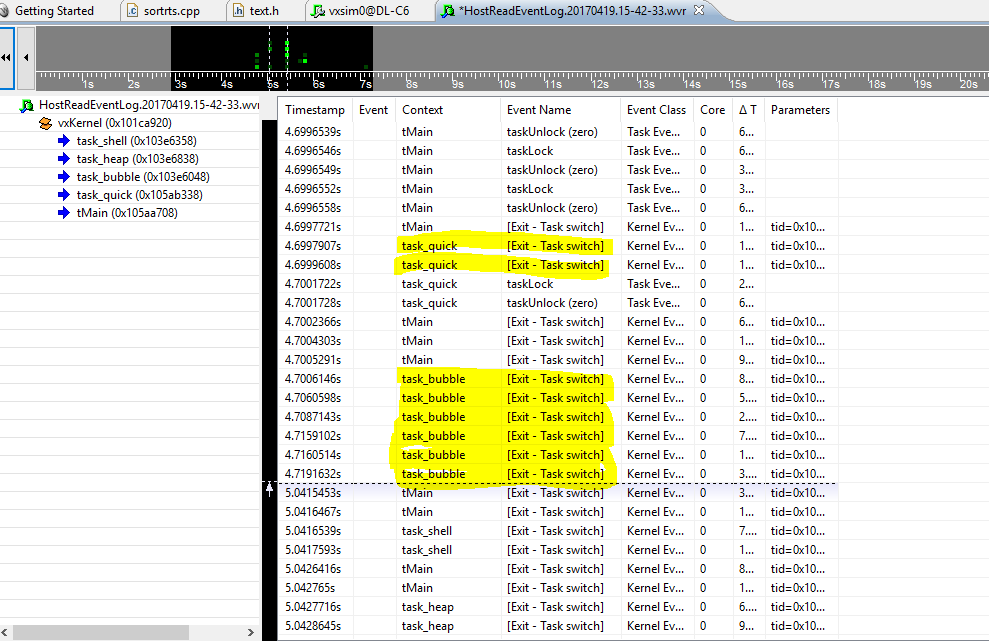 Getting Started sortrts.cpp text.h vxsim0@DL-C6 *HostReadEventLog.20170419.15-42-33.wvr
1s 2s 3s 4s 5s 6s 7s 8s 9s 10s 11s 12s 13s 14s 15s 16s 17s 18s 19s 20s
HostReadEventLog.20170419.15-42-33.wvr
vxKernel (0x101ca920)
task_shell (0x103e6358)
task_heap (0x103e6838)
task_bubble (0x103e6048)
task_quick (0x105ab338)
tMain (0x105aa708)
Timestamp Event Context Event Name Event Class Core Δ T Parameters
4.6996539s tMain taskUnlock (zero) Task Eve... 0 6...
4.6996546s tMain taskLock Task Eve... 0 6...
4.6996549s tMain taskUnlock (zero) Task Eve... 0 3...
4.6996552s tMain taskLock Task Eve... 0 3...
4.6996558s tMain taskUnlock (zero) Task Eve... 0 6...
4.6997721s tMain [Exit - Task switch] Kernel Ev... 0 1... tid=0x10...
4.6997907s task_quick [Exit - Task switch] Kernel Ev... 0 1... tid=0x10...
4.6999608s task_quick [Exit - Task switch] Kernel Ev... 0 1... tid=0x10...
4.7001722s task_quick taskLock Task Eve... 0 2...
4.7001728s task_quick taskUnlock (zero) Task Eve... 0 6...
4.7002366s tMain [Exit - Task switch] Kernel Ev... 0 6... tid=0x10...
4.7004303s tMain [Exit - Task switch] Kernel Ev... 0 1... tid=0x10...
4.7005291s tMain [Exit - Task switch] Kernel Ev... 0 9... tid=0x10...
4.7006146s task_bubble [Exit - Task switch] Kernel Ev... 0 8... tid=0x10...
4.7060598s task_bubble [Exit - Task switch] Kernel Ev... 0 5.... tid=0x10...
4.7087143s task_bubble [Exit - Task switch] Kernel Ev... 0 2.... tid=0x10...
4.7159102s task_bubble [Exit - Task switch] Kernel Ev... 0 7.... tid=0x10...
4.7160514s task_bubble [Exit - Task switch] Kernel Ev... 0 1... tid=0x10...
4.7191632s task_bubble [Exit - Task switch] Kernel Ev... 0 3.... tid=0x10...
5.0415453s tMain [Exit - Task switch] Kernel Ev... 0 3... tid=0x10...
5.0416467s tMain [Exit - Task switch] Kernel Ev... 0 1... tid=0x10...
5.0416539s task_shell [Exit - Task switch] Kernel Ev... 0 7.... tid=0x10...
5.0417593s task_shell [Exit - Task switch] Kernel Ev... 0 1... tid=0x10...
5.0426416s tMain [Exit - Task switch] Kernel Ev... 0 8... tid=0x10...
5.042765s tMain [Exit - Task switch] Kernel Ev... 0 1... tid=0x10...
5.0427716s task_heap [Exit - Task switch] Kernel Ev... 0 6.... tid=0x10...
5.0428645s task_heap [Exit - Task switch] Kernel Ev... 0 9... tid=0x10...